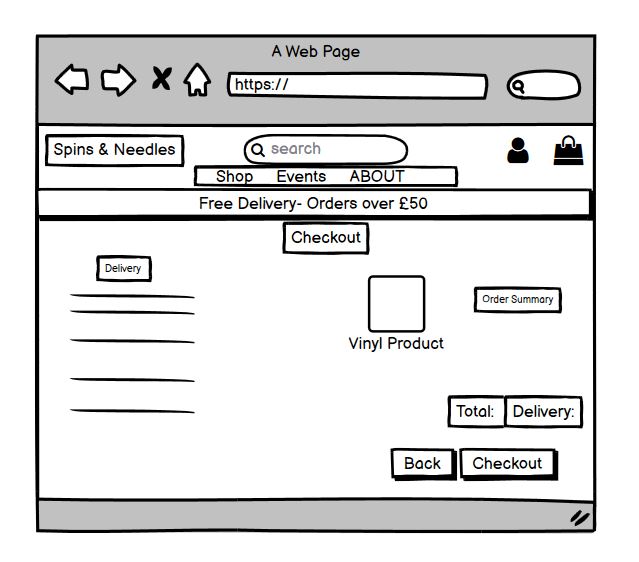 A Web Page
https://
Spins & Needles
search
Shop Events ABOUT
Free Delivery- Orders over £50
Checkout
Delivery
Order Summary
Vinyl Product
Total: Delivery:
Back Checkout